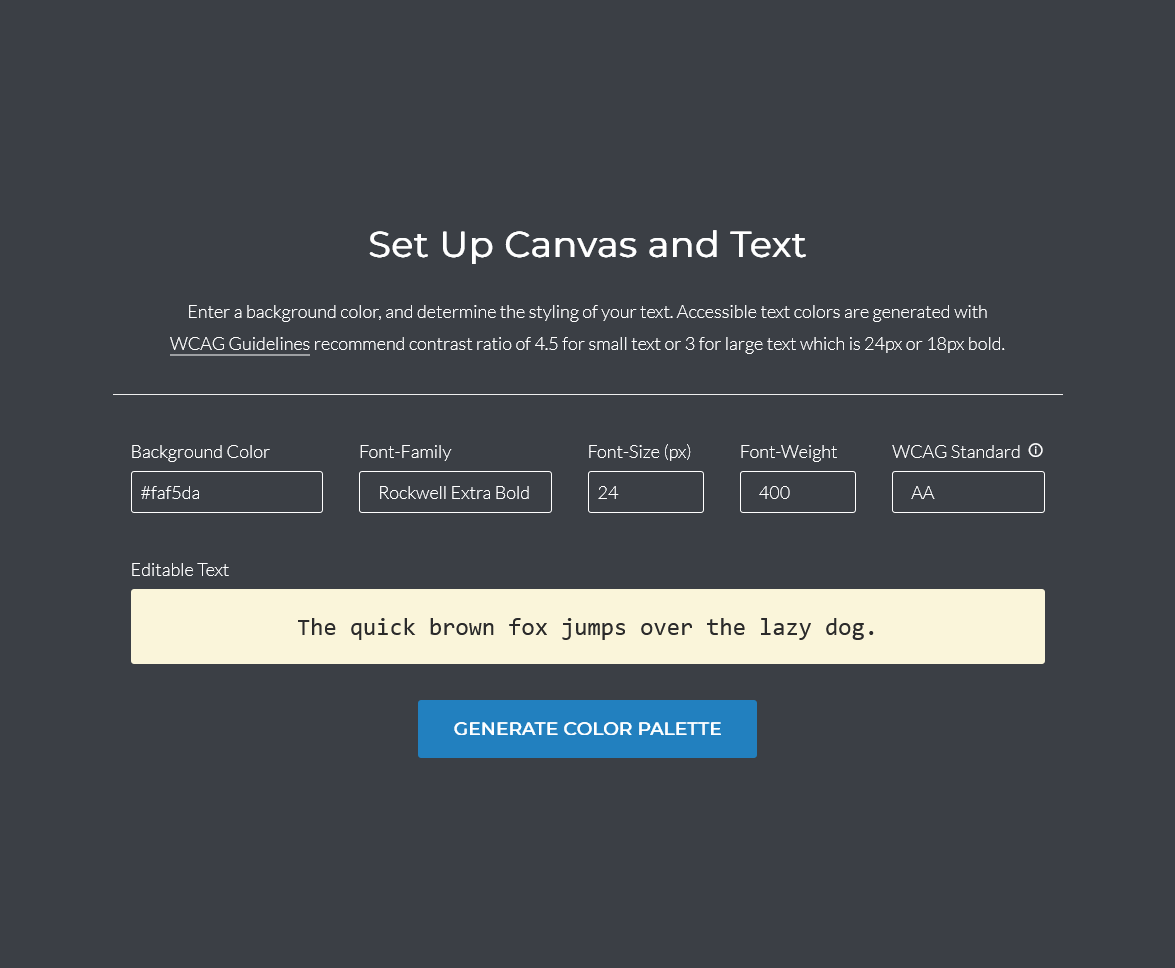 Set Up Canvas and Text
Enter a background color, and determine the styling of your text. Accessible text colors are generated with
WCAG Guidelines recommend contrast ratio of 4.5 for small text or 3 for large text which is 24px or 18px bold.
Background Color
Font-Family
Font-Size (px)
Font-Weight
WCAG Standard
#faf5da
Rockwell Extra Bold
24
400
AA
Editable Text
The quick brown fox jumps over the lazy dog.
GENERATE COLOR PALETTE